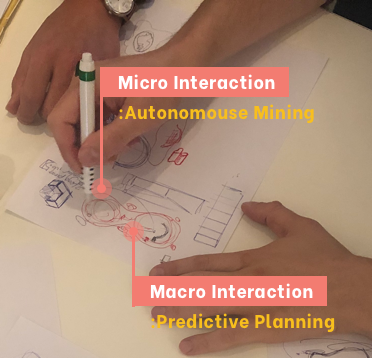 Micro Interaction
:Autonomouse Mining
Macro Interaction
:Predictive Planning